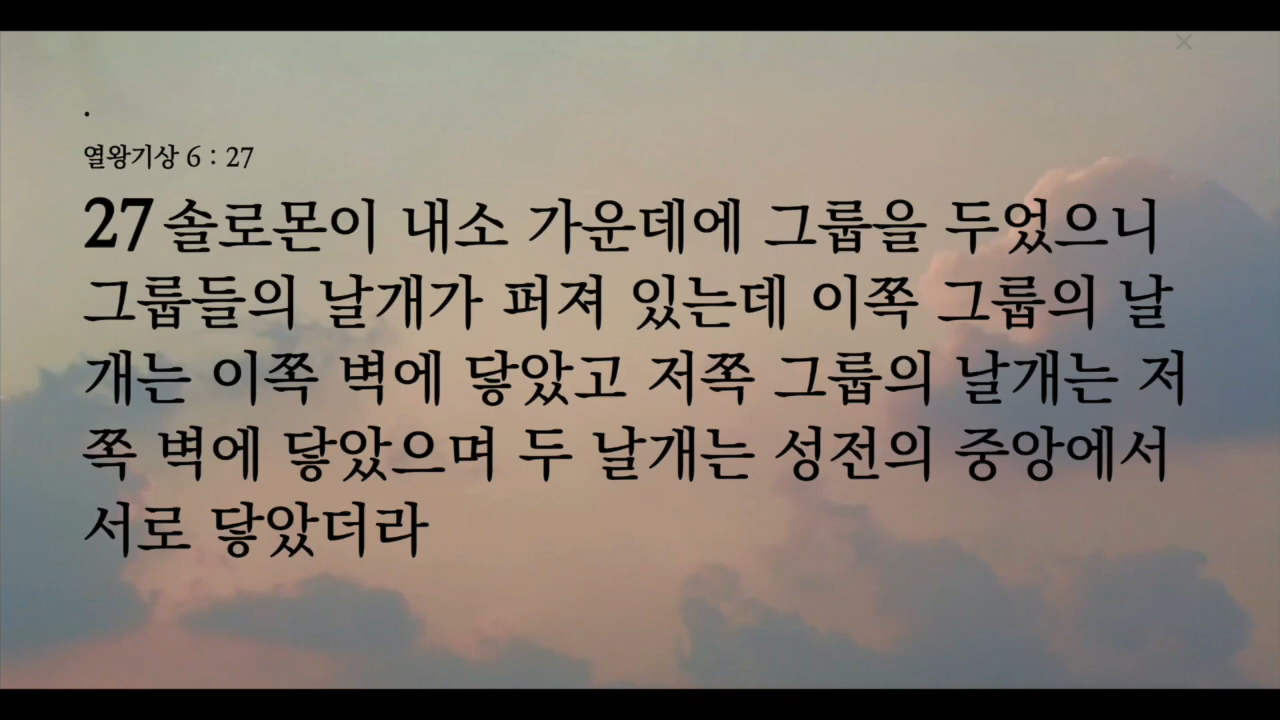 .
열왕기상 6 : 27
27 솔로몬이 내소 가운데에 그룹을 두었으니
그룹들의 날개가 퍼져 있는데 이쪽 그룹의 날
개는 이쪽 벽에 닿았고 저쪽 그룹의 날개는 저
쪽 벽에 닿았으며 두 날개는 성전의 중앙에서
서로 닿았더라